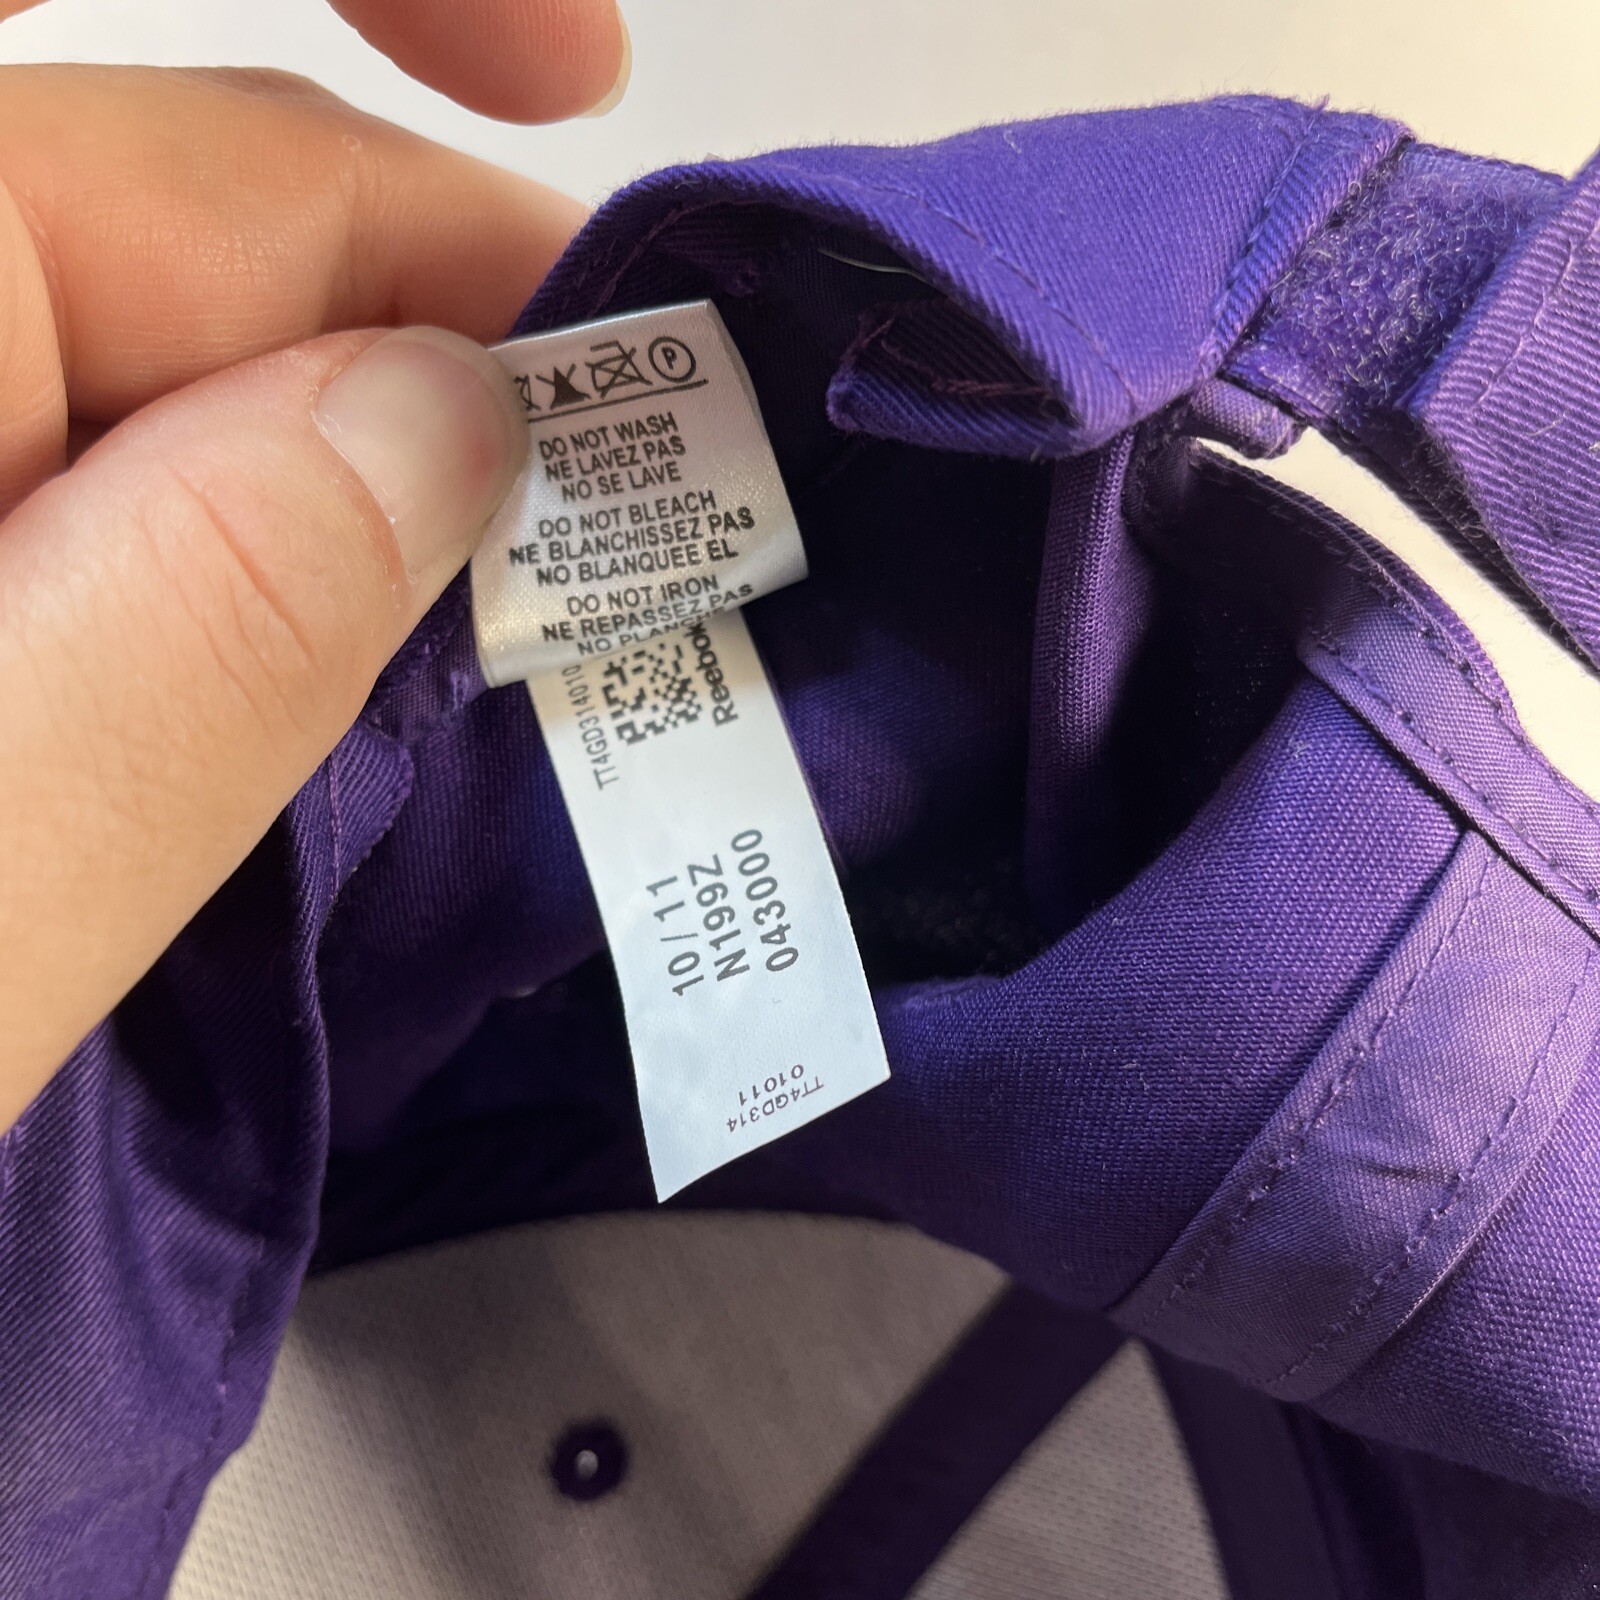 P
DO NOT WASH
NE LAVEZ PAS
NO SE LAVE
DO NOT BLEACH
NE BLANCHISSEZ PAS
NO BLANQUEE EL
DO NOT IRON
NE REPASSEZ PAS
Reebok
10/11
N199Z
043000
TT4GD314
01011